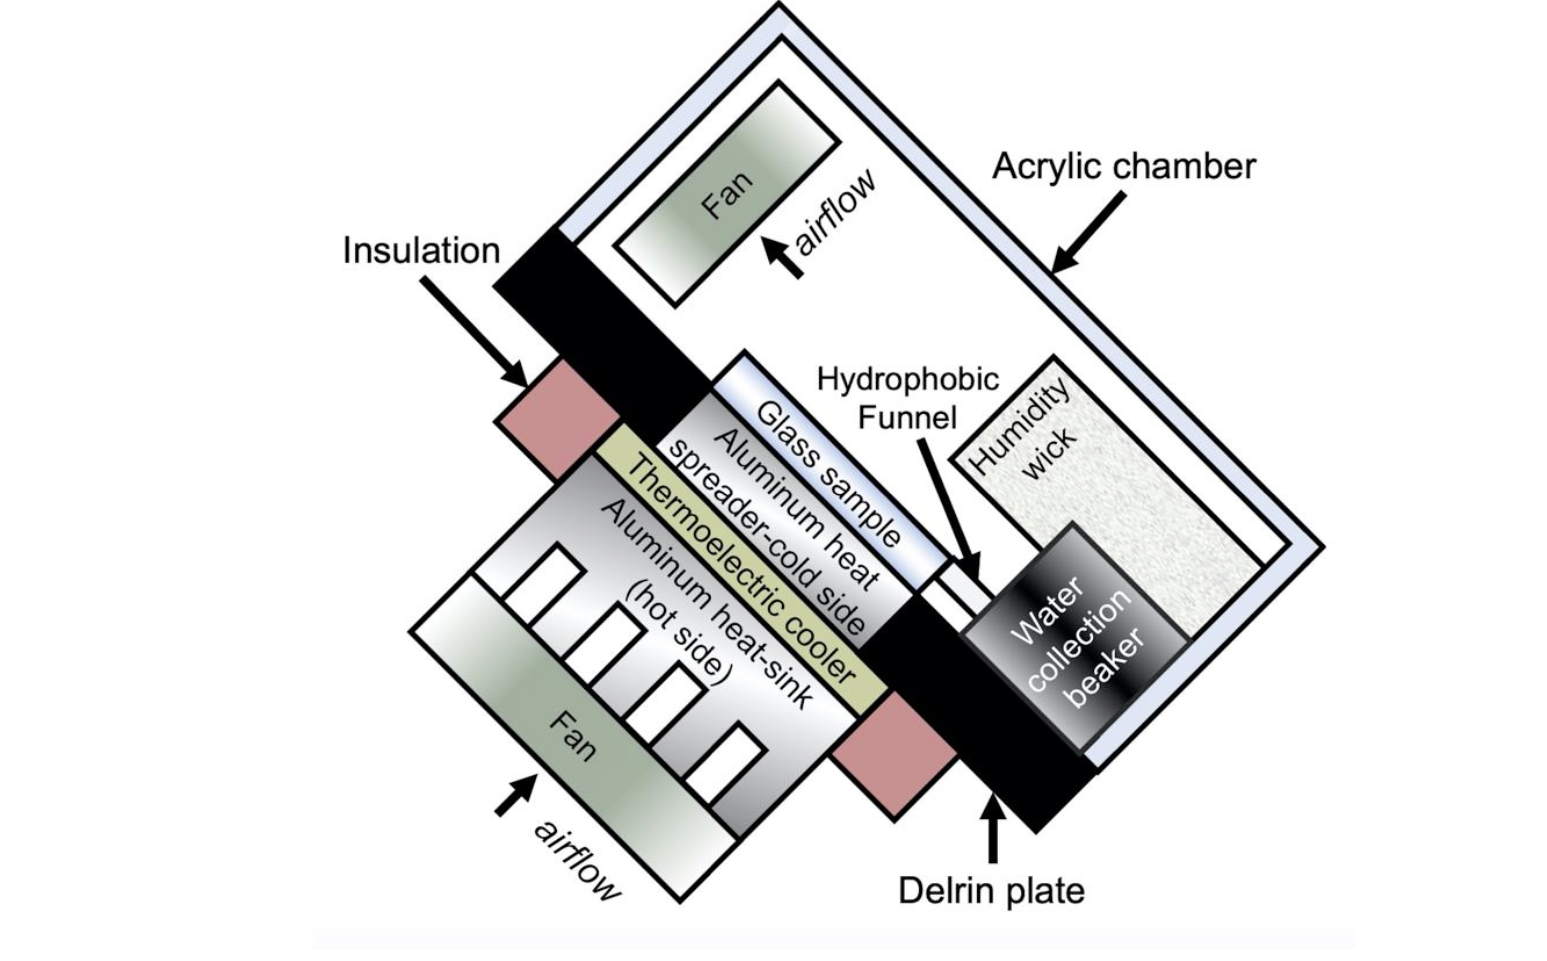 Fan
airflow
Acrylic chamber
Insulation
Hydrophobic
Funnel
Humidity
wick
Glass sample
Aluminum heat
spreader-cold side
Thermoelectric cooler
Aluminum heat-sink
(hot side)
Water
collection
beaker
Fan
airflow
Delrin plate